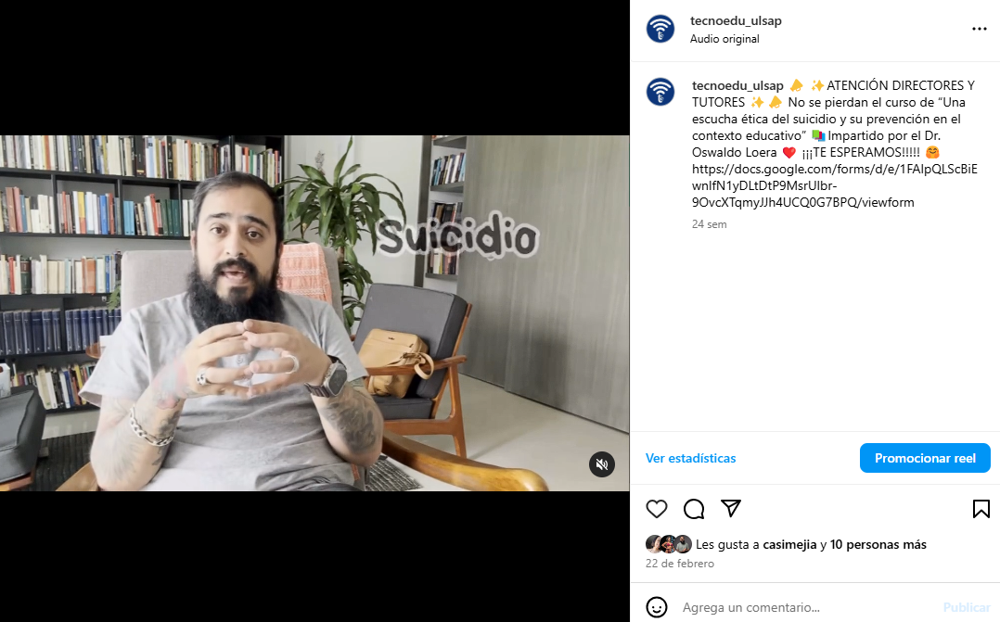 Suicidio
tecnoedu_ulsap
Audio original
tecnoedu_ulsap 📣 ✨ATENCIÓN DIRECTORES Y
TUTORES ✨📣 No se pierdan el curso de “Una
escucha ética del suicidio y su prevención en el
contexto educativo” 📚Impartido por el Dr.
Oswaldo Loera ❤️ ¡¡¡TE ESPERAMOS!!!!! 🤗
https://docs.google.com/forms/d/e/1FAIpQLScBiE
wnlfN1yDLtDtP9MsrUIbr-
9OvcXTqmyJJh4UCQ0G7BPQ/viewform
24 sem
Ver estadísticas
Promocionar reel
Les gusta a casimejia y 10 personas más
22 de febrero
Agrega un comentario...
Publicar